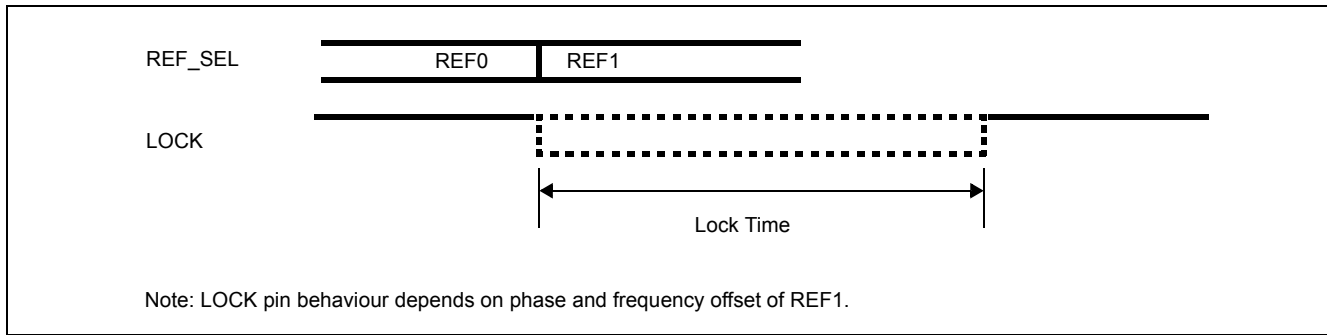 REF_SEL REF0 REF1
LOCK
Lock Time
Note: LOCK pin behaviour depends on phase and frequency offset of REF1.